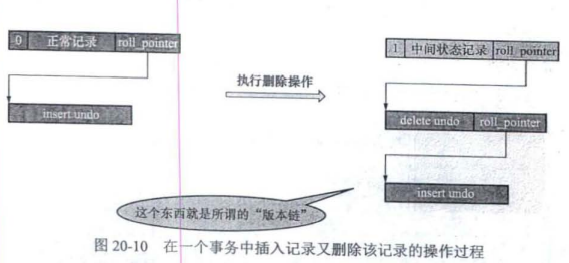 0 正常记录 roll_pointer
insert undo
执行删除操作
1 中间状态记录 roll_pointer
delete undo roll_pointer
insert undo
这个东西就是所谓的“版本链”
图 20-10 在一个事务中插入记录又删除该记录的操作过程